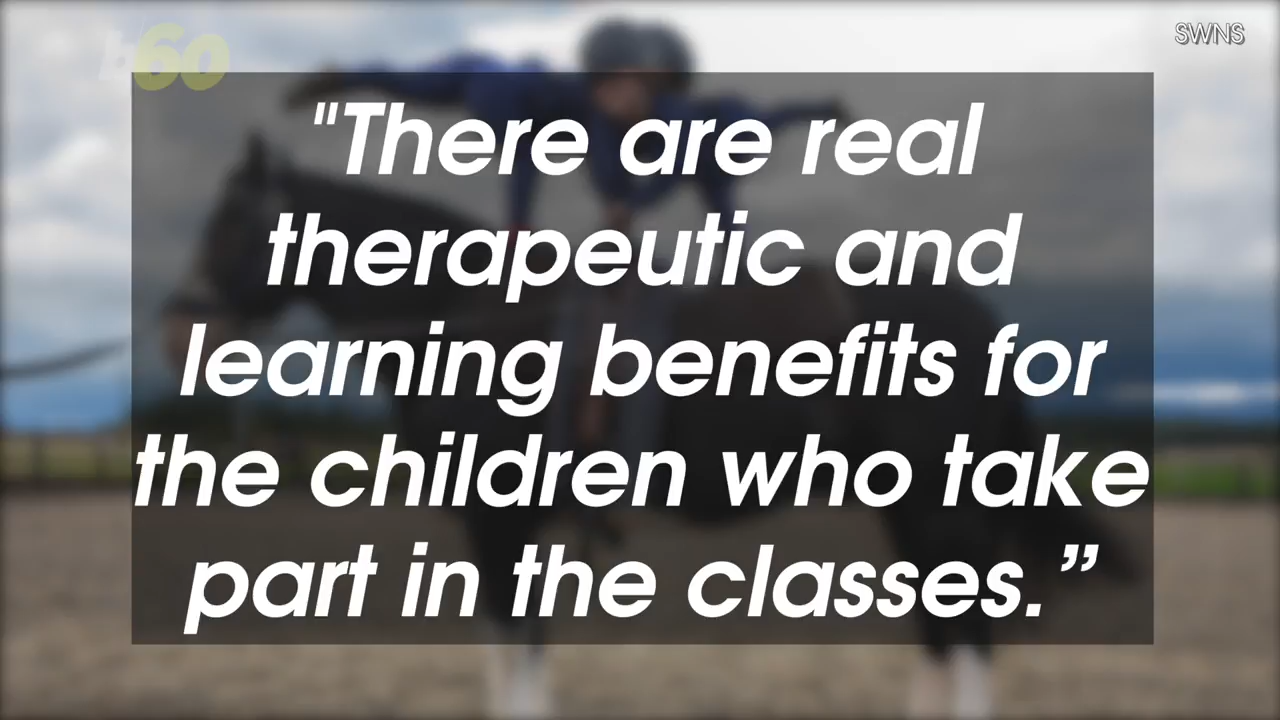 SWNS
"There are real
therapeutic and
learning benefits for
the children who take
part in the classes.”